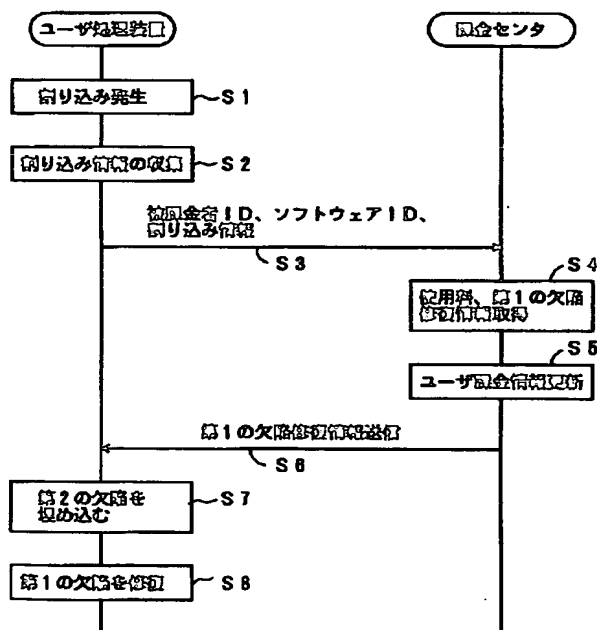 ユーザ処理装置
課金センタ
割り込み発生
S1
割り込み情報の収集
S2
被課金者ID、ソフトウェアID、
割り込み情報
S3
S4
使用料、第1の欠陥
修復情報取得
S5
ユーザ課金情報更新
第1の欠陥修復情報送信
S6
第2の欠陥を
埋め込む
S7
第1の欠陥を修復
S8